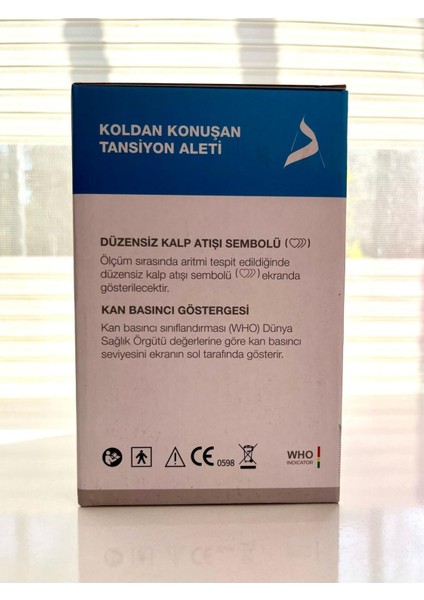 KOLDAN KONUŞAN
TANSİYON ALETİ
DÜZENSİZ KALP ATIŞI SEMBOLÜ ( )
Ölçüm sırasında aritmi tespit edildiğinde
düzensiz kalp atışı sembolü ( ) ekranda
gösterilecektir.
KAN BASINCI GÖSTERGESİ
Kan basıncı sınıflandırması (WHO) Dünya
Sağlık Örgütü değerlerine göre kan basıncı
seviyesini ekranın sol tarafında gösterir.
CE 0598
WHO
INDICATOR